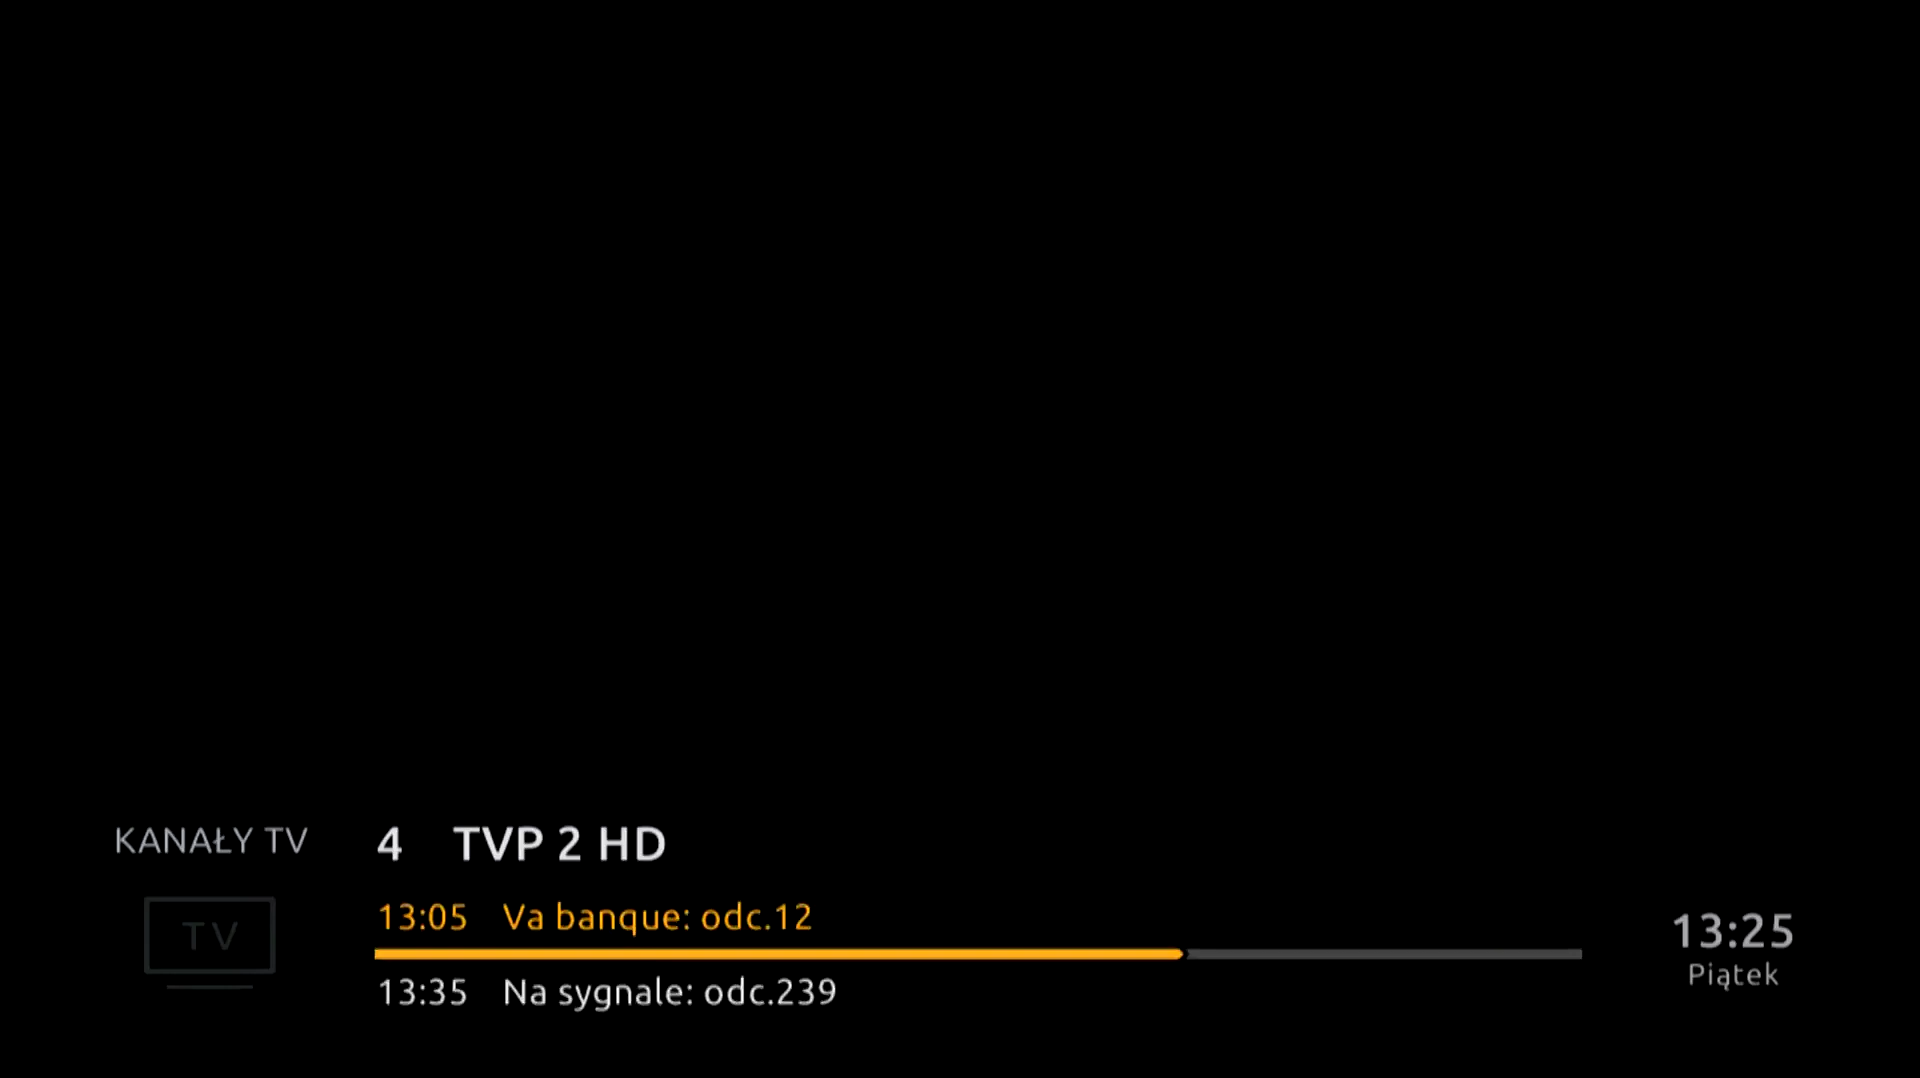 KANAŁY TV
4 TVP 2 HD
TV
13:05 Va banque: odc.12
13:35 Na sygnale: odc.239
13:25
Piątek